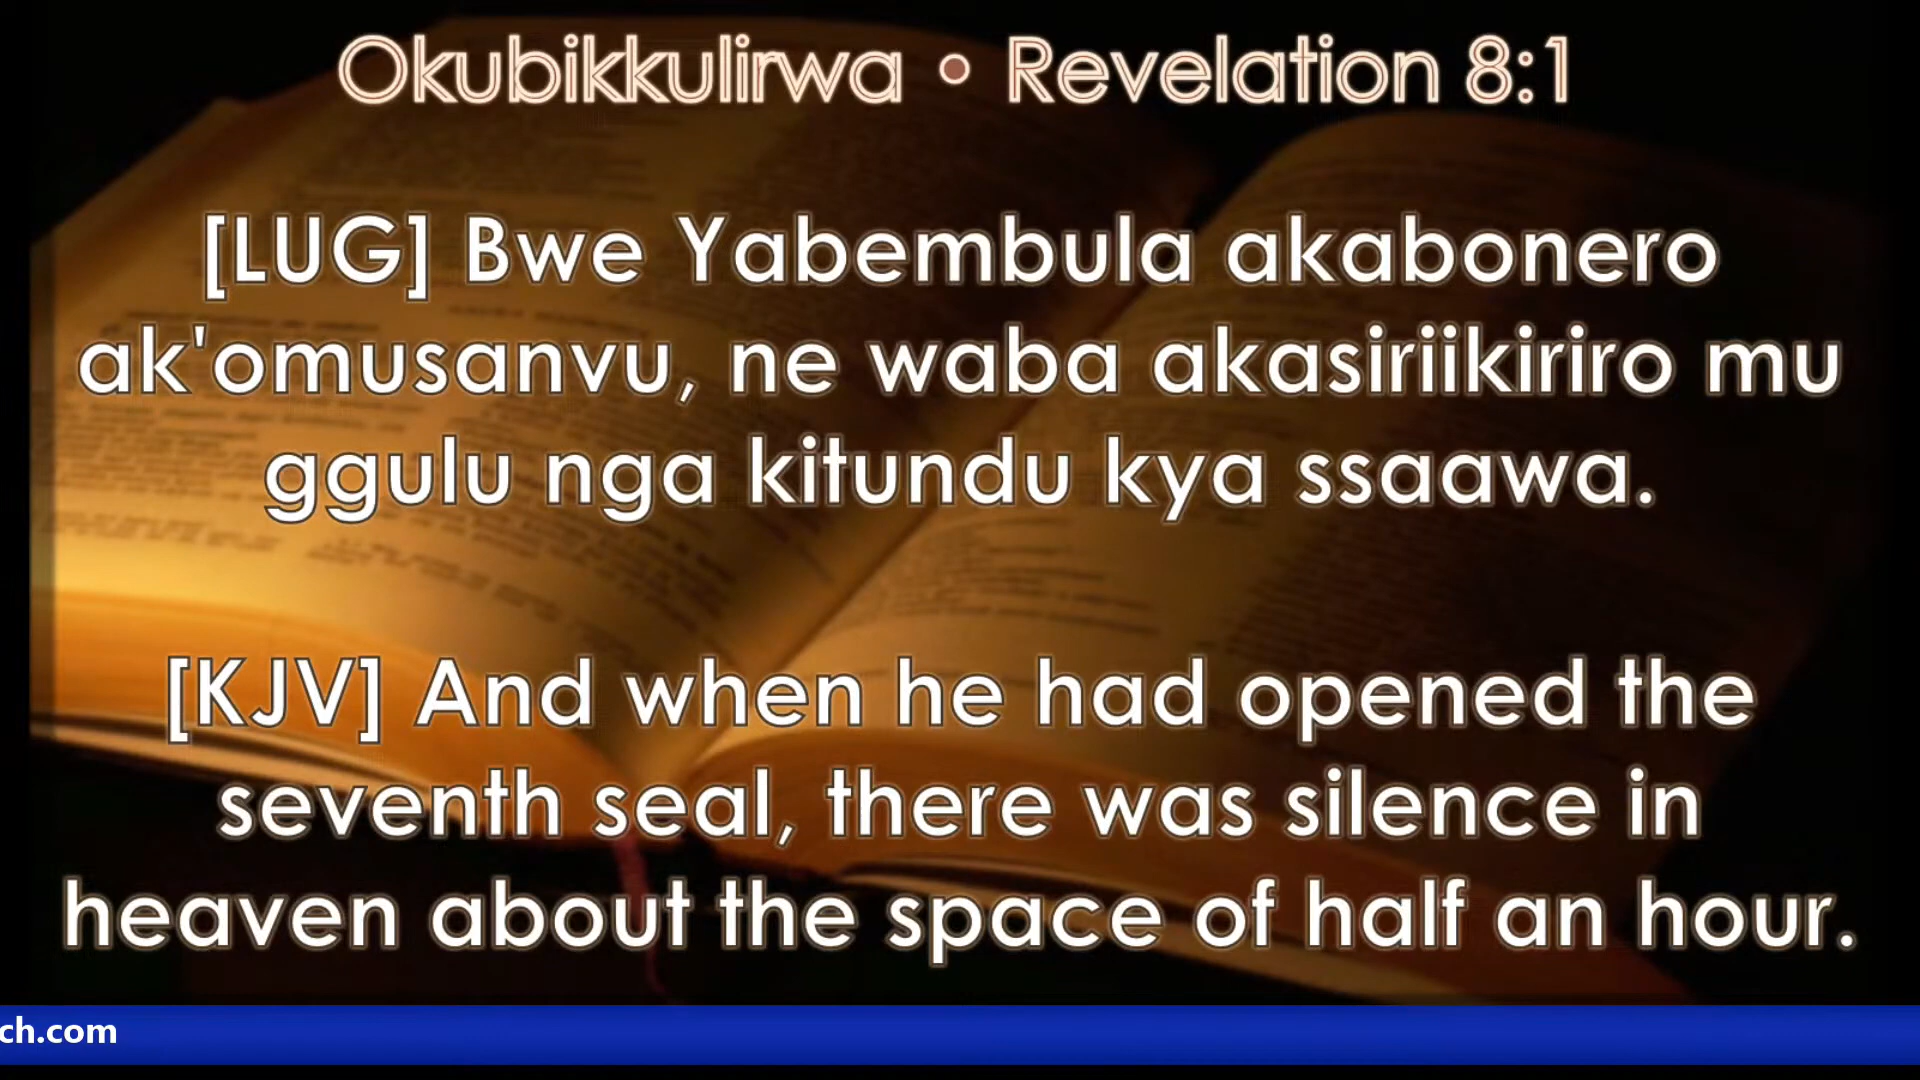 Okubikkulirwa • Revelation 8:1
[LUG] Bwe Yabembula akabonero
ak'omusanvu, ne waba akasiriikiriro mu
ggulu nga kitundu kya ssaawa.
[KJV] And when he had opened the
seventh seal, there was silence in
heaven about the space of half an hour.
ch.com